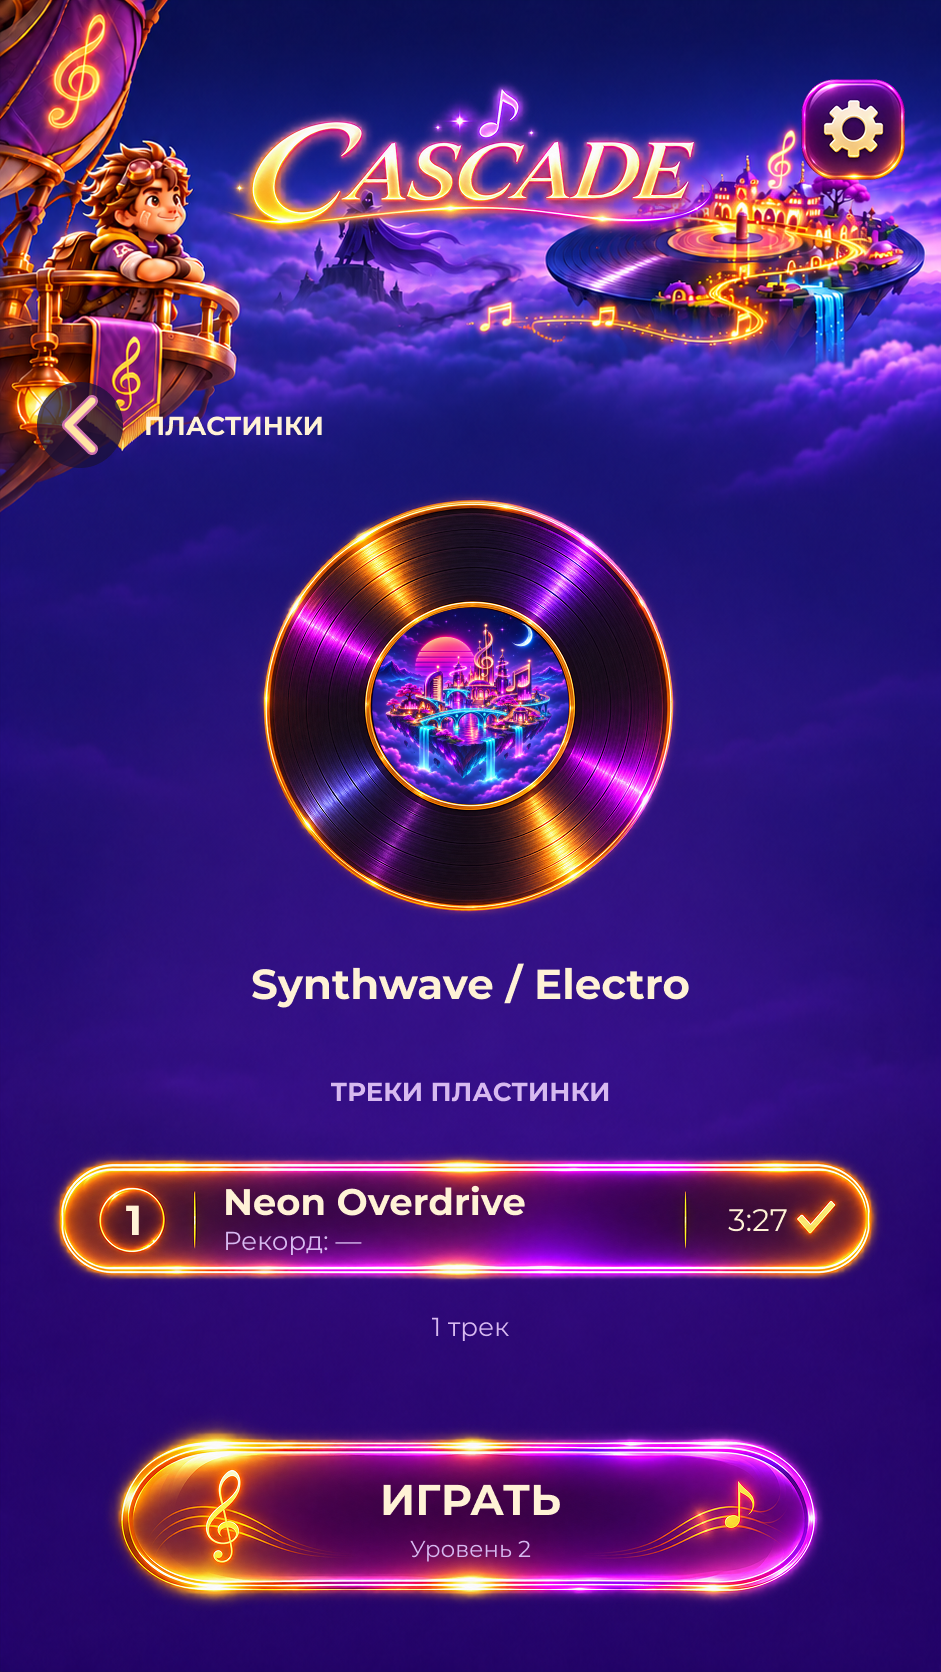 CASCADE
ПЛАСТИНКИ
Synthwave / Electro
ТРЕКИ ПЛАСТИНКИ
1
Neon Overdrive
Рекорд: —
3:27
1 трек
ИГРАТЬ
Уровень 2